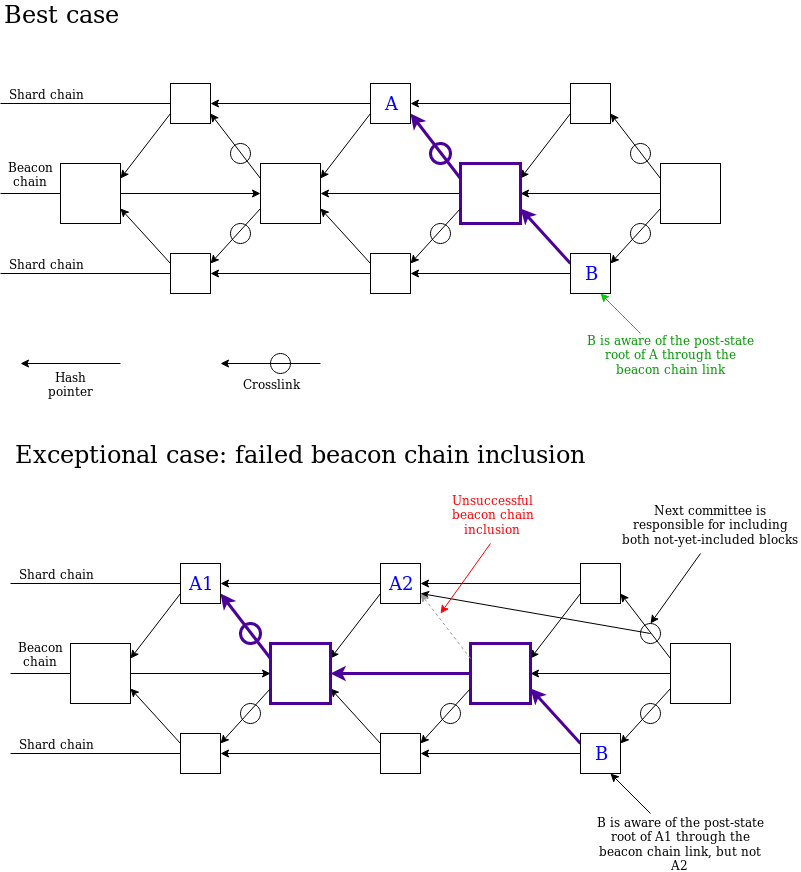 Best case
Shard chain
A
Beacon
chain
Shard chain
B
B is aware of the post-state
root of A through the
beacon chain link
Hash
pointer
Crosslink
Exceptional case: failed beacon chain inclusion
Unsuccessful
beacon chain
inclusion
Next committee is
responsible for including
both not-yet-included blocks
Shard chain
A1
A2
Beacon
chain
Shard chain
B
B is aware of the post-state
root of A1 through the
beacon chain link, but not
A2